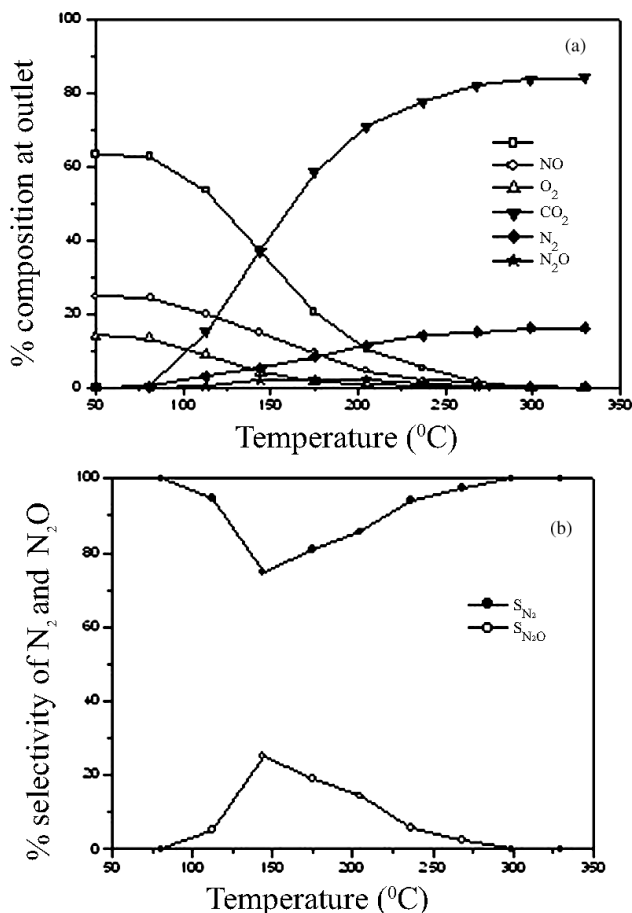 100
80
60
40
20
0
% composition at outlet
(a)
NO
O₂
CO₂
N₂
N₂O
50 100 150 200 250 300 350
Temperature (⁰C)
100
80
60
40
20
0
% selectivity of N₂ and N₂O
(b)
S_N₂
S_N₂O
50 100 150 200 250 300 350
Temperature (⁰C)